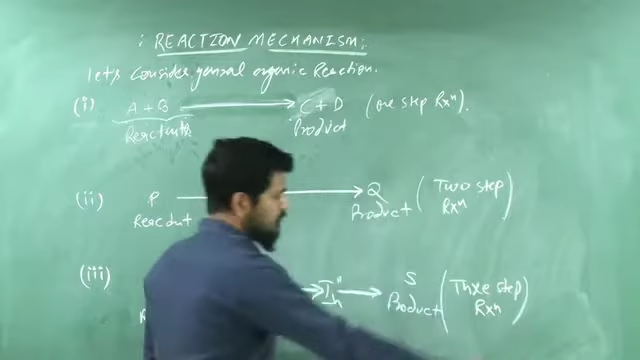 : REACTION MECHANISM:
Let's Consider general organic Reaction.
(i) A + B ⟶ C + D (One step Rxⁿ).
Reactants Product
(ii) P ⟶ Q (Two step Rxⁿ)
Reactant Product
(iii) ⟶ S (Three step Rxⁿ)
R Product